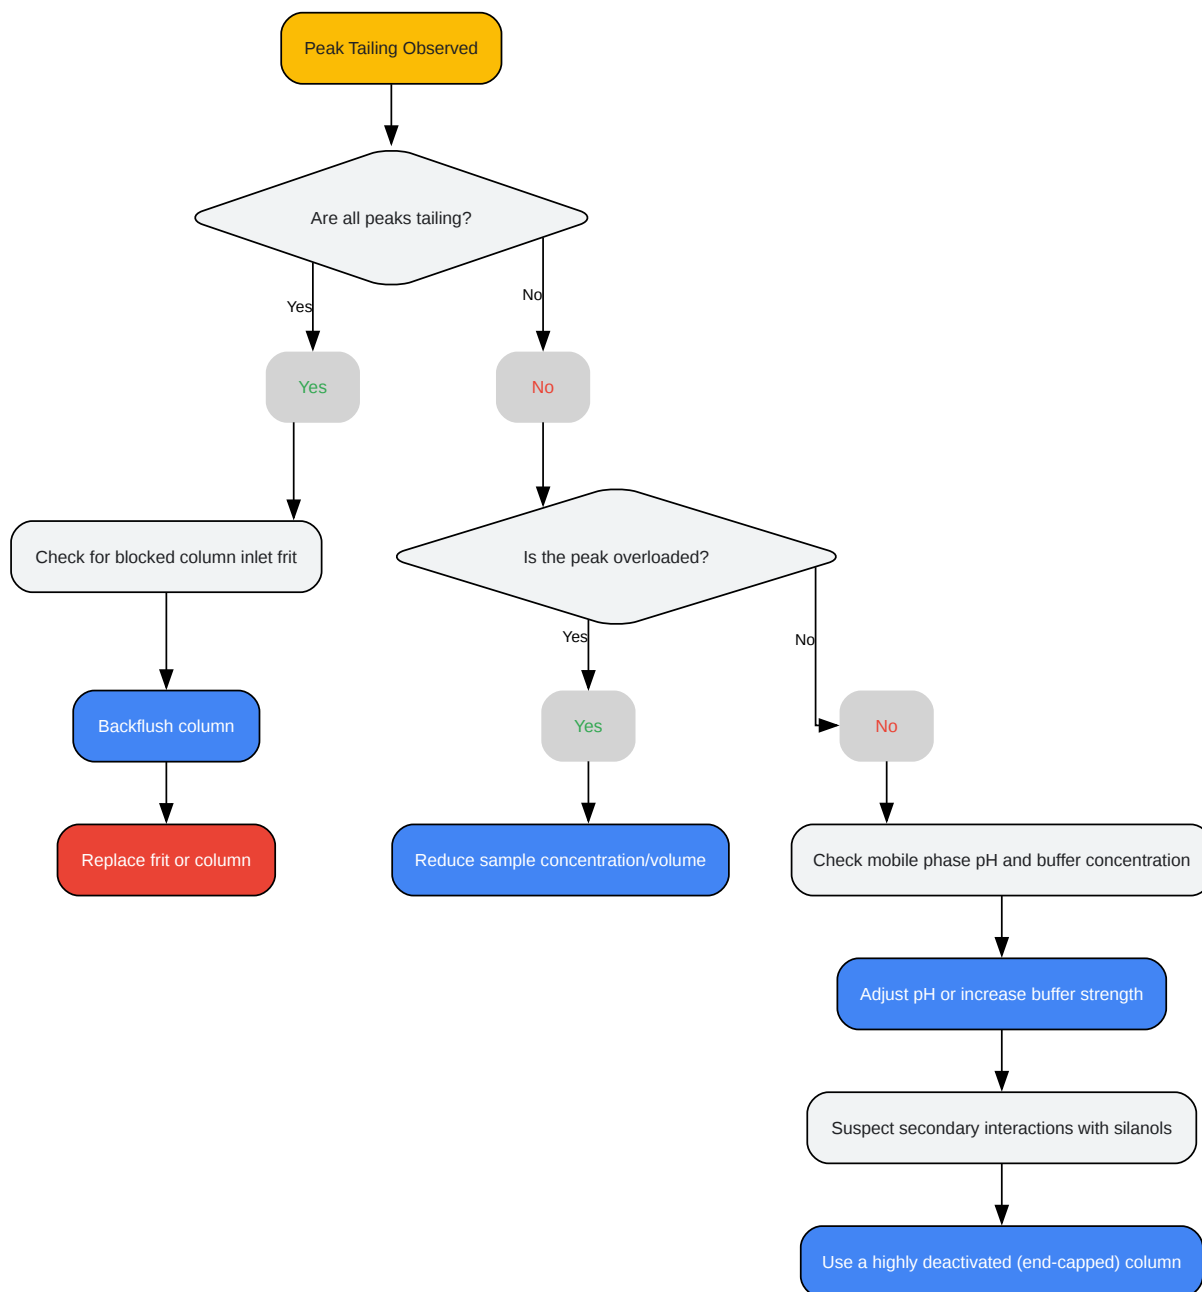 Peak Tailing Observed
Are all peaks tailing?
Yes
No
Yes
No
Check for blocked column inlet frit
Is the peak overloaded?
Yes
No
Backflush column
Yes
No
Replace frit or column
Reduce sample concentration/volume
Check mobile phase pH and buffer concentration
Adjust pH or increase buffer strength
Suspect secondary interactions with silanols
Use a highly deactivated (end-capped) column